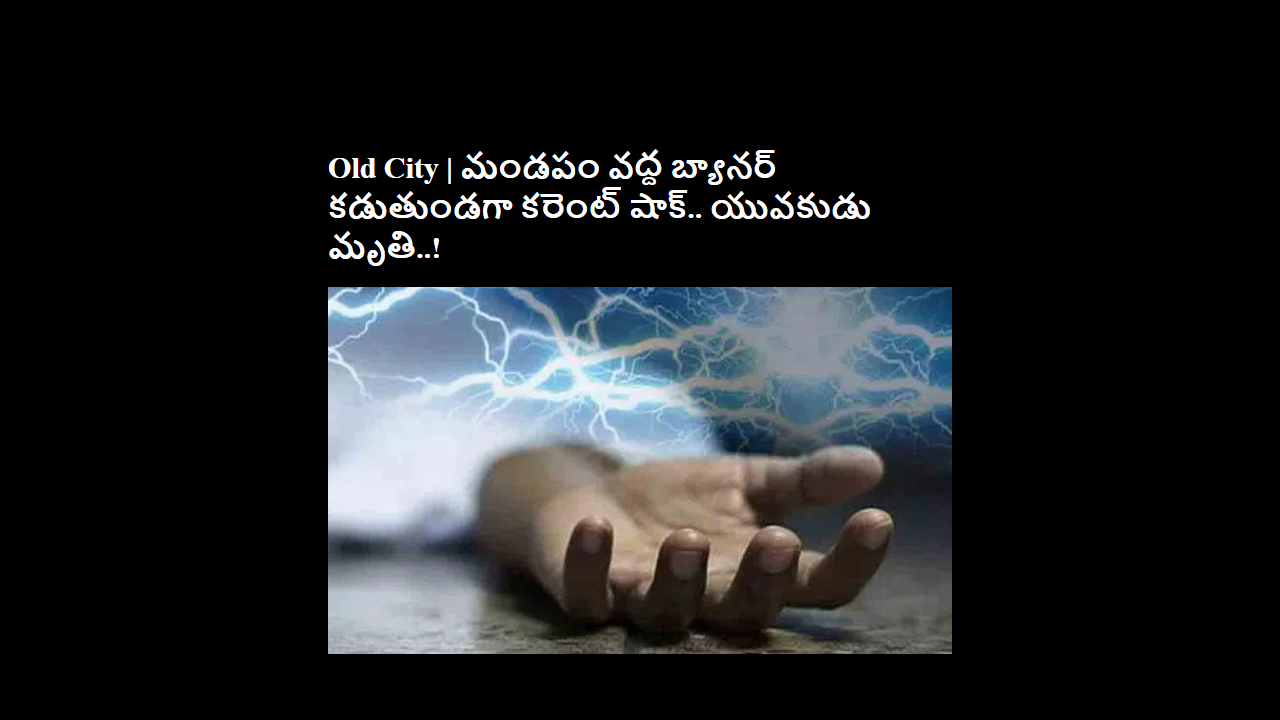 Old City | మండపం వద్ద బ్యానర్
కడుతుండగా కరెంట్ షాక్.. యువకుడు
మృతి..!